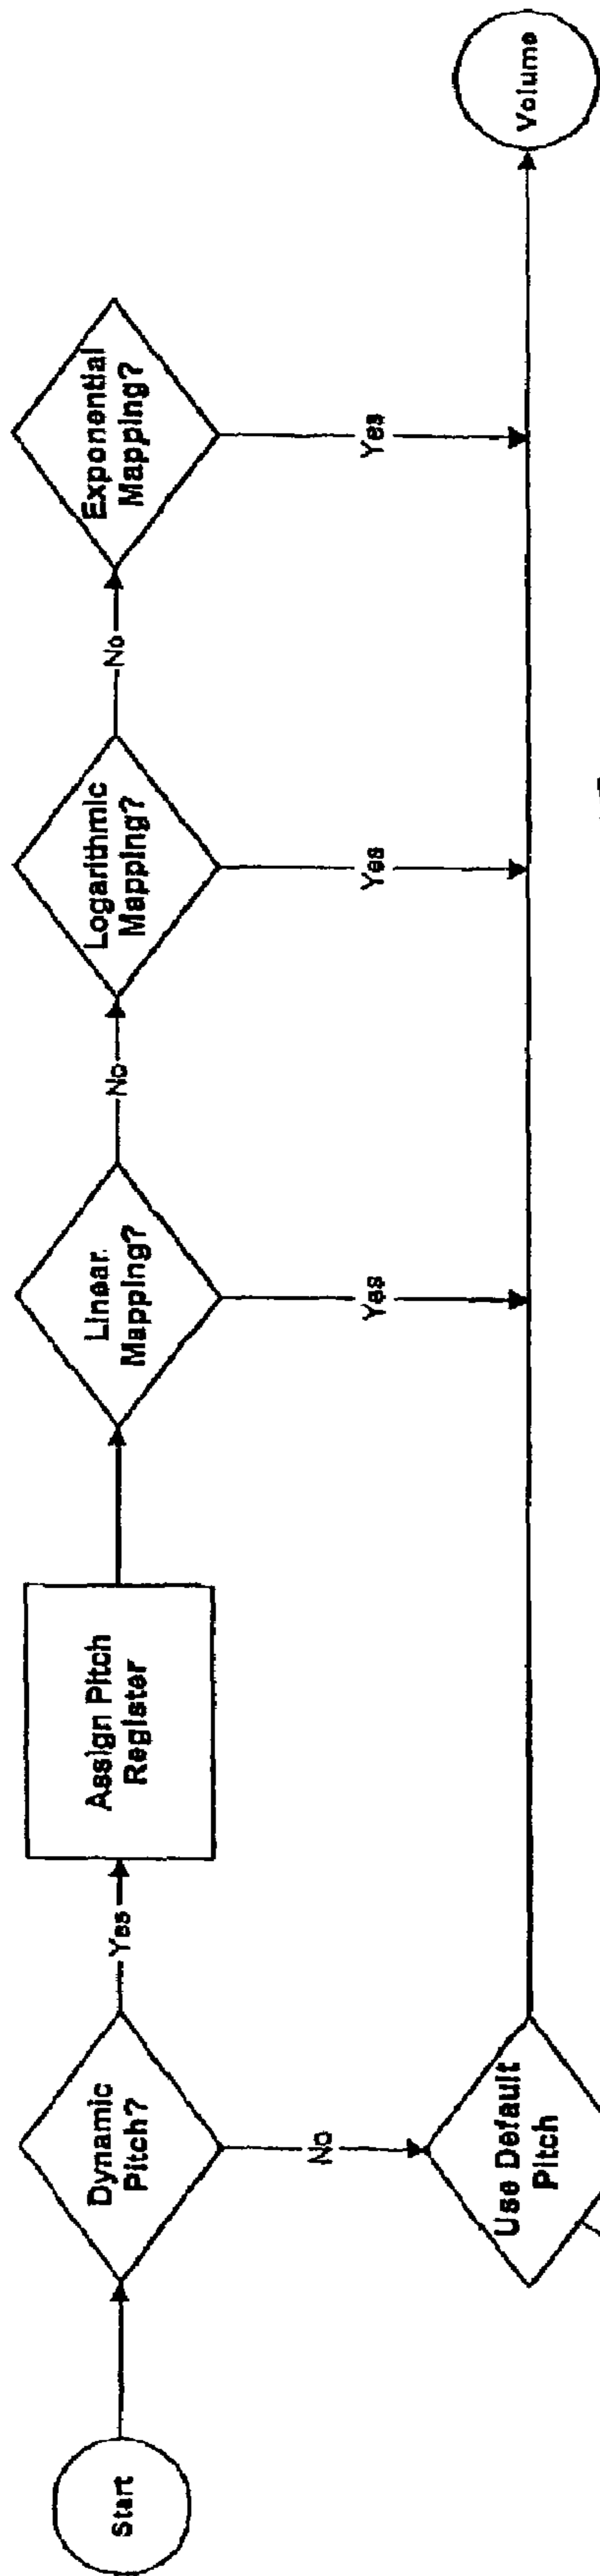 Start
Dynamic
Pitch?
Yes
Assign Pitch
Register
Linear
Mapping?
No
Logarithmic
Mapping?
No
Exponential
Mapping?
No
Yes
Yes
Yes
Use Default
Pitch
Volume